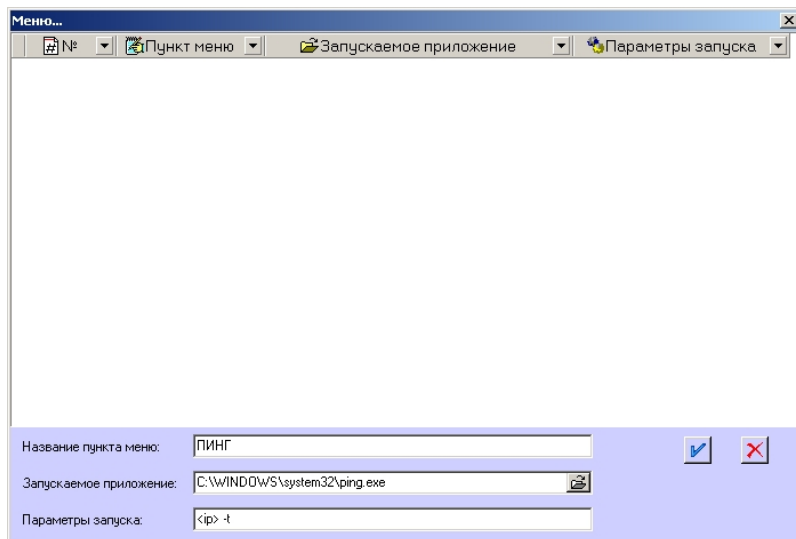 Меню...
№ Пункт меню Запускаемое приложение Параметры запуска
Название пункта меню: ПИНГ
Запускаемое приложение: C:\WINDOWS\system32\ping.exe
Параметры запуска: <ip> -t